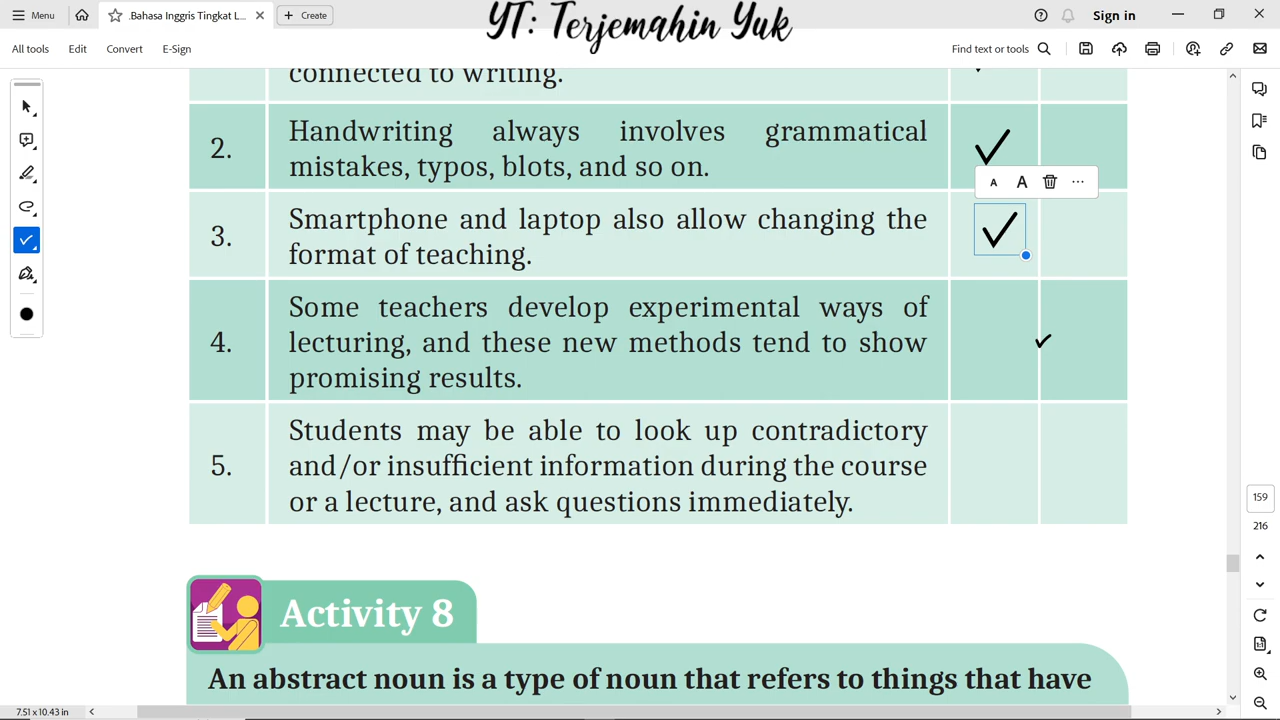 Menu
.Bahasa Inggris Tingkat L...
Create
YT: Terjemahin Yuk
Sign in
All tools
Edit
Convert
E-Sign
Find text or tools
connected to writing.
2.
Handwriting always involves grammatical
mistakes, typos, blots, and so on.
A A ...
3.
Smartphone and laptop also allow changing the
format of teaching.
4.
Some teachers develop experimental ways of
lecturing, and these new methods tend to show
promising results.
5.
Students may be able to look up contradictory
and/or insufficient information during the course
or a lecture, and ask questions immediately.
159
216
Activity 8
An abstract noun is a type of noun that refers to things that have
7.51 x 10.43 in